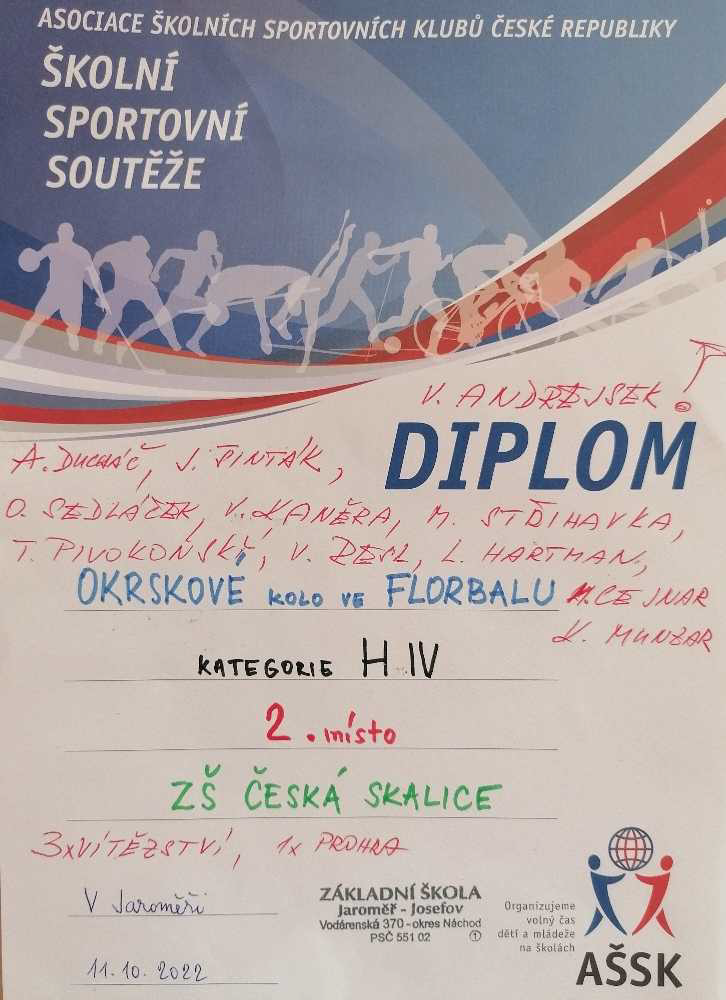 ASOCIACE ŠKOLNÍCH SPORTOVNÍCH KLUBŮ ČESKÉ REPUBLIKY
ŠKOLNÍ
SPORTOVNÍ
SOUTĚŽE
V. ANDREJSEK
DIPLOM
A. DUCHÁČ, J. PINTÁK,
O. SEDLÁČEK, V. KANĚRA, M. STŘIHAVKA,
T. PIVOKONSKÝ, V. RESL, L. HARTMAN,
OKRSKOVÉ KOLO VE FLORBALU M. CEJNAR
K. MUNZAR
KATEGORIE H IV
2. místo
ZŠ ČESKÁ SKALICE
3x VÍTĚZSTVÍ, 1x PROHRA
V Jaroměři
11.10.2022
ZÁKLADNÍ ŠKOLA
Jaroměř - Josefov
Vodárenská 370 - okres Náchod
PSČ 551 02 1
Organizujeme
volný čas
dětí a mládeže
na školách
AŠSK